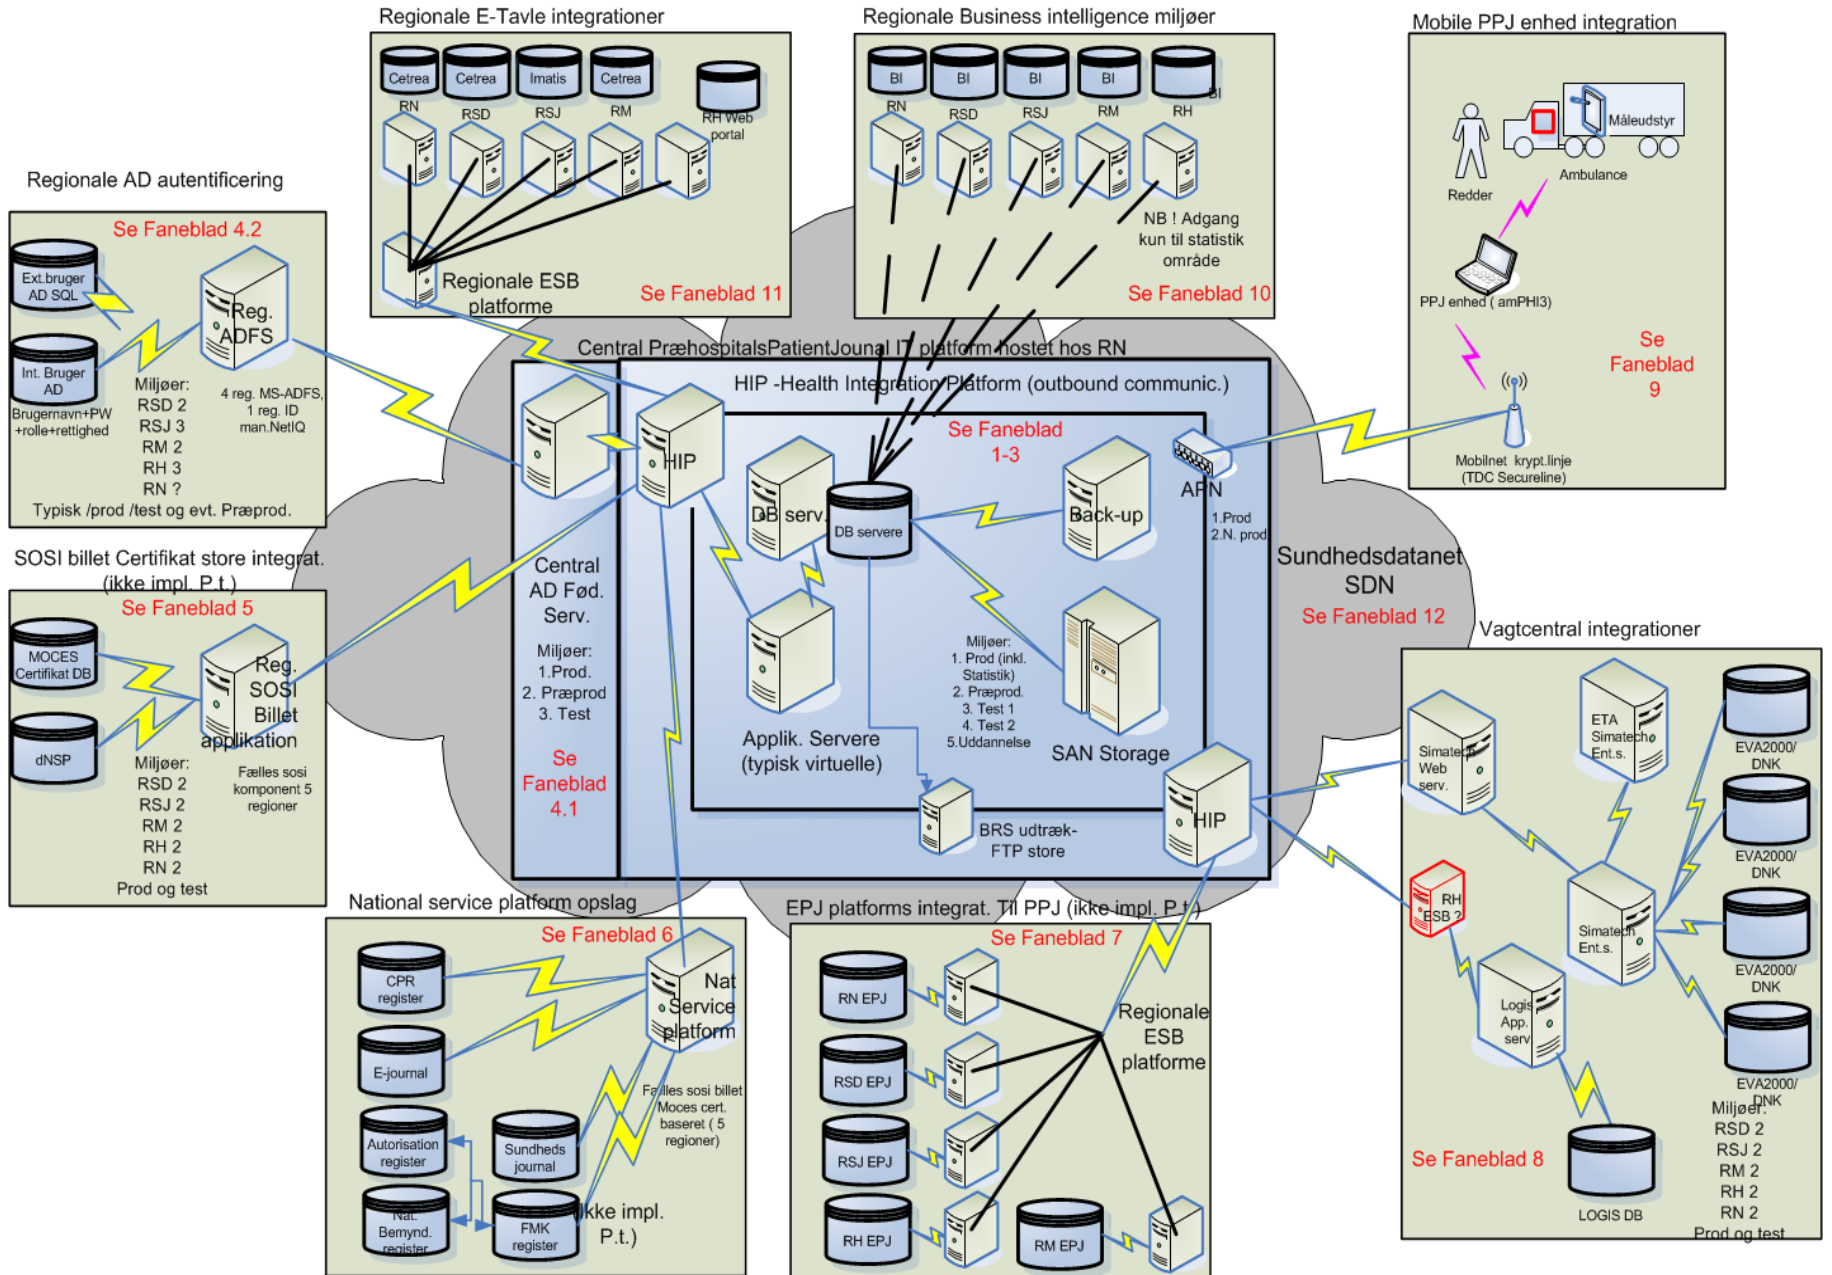 Regionale E-Tavle integrationer
Cetrea
Cetrea
Imatis
Cetrea
RN
RSD
RSJ
RM
RH Web
portal
Regionale ESB
platforme
Se Faneblad 11
Regionale Business intelligence miljøer
BI
BI
BI
BI
BI
RN
RSD
RSJ
RM
RH
NB ! Adgang
kun til statistik
område
Se Faneblad 10
Mobile PPJ enhed integration
Måleudstyr
Redder
Ambulance
PPJ enhed ( amPHI3)
Se
Faneblad
9
Mobilnet krypt.linje
(TDC Secureline)
Regionale AD autentificering
Se Faneblad 4.2
Ext.bruger
AD SQL
Reg.
ADFS
Int. Bruger
AD
Brugernavn+PW
+rolle+rettighed
Miljøer:
RSD 2
RSJ 3
RM 2
RH 3
RN ?
4 reg. MS-ADFS,
1 reg. ID
man.NetIQ
Typisk /prod /test og evt. Præprod.
SOSI billet Certifikat store integrat.
(ikke impl. P.t.)
Se Faneblad 5
MOCES
Certifikat DB
dNSP
Reg.
SOSI
Billet
applikation
Miljøer:
RSD 2
RSJ 2
RM 2
RH 2
RN 2
Prod og test
Fælles sosi
komponent 5
regioner
Central PræhospitalsPatientJounal IT platform hostet hos RN
HIP -Health Integration Platform (outbound communic.)
HIP
Se Faneblad
1-3
DB serv.
DB servere
Back-up
APN
1.Prod
2.N. prod
Central
AD Fød.
Serv.
Miljøer:
1.Prod.
2. Præprod
3. Test
Se
Faneblad
4.1
Applik. Servere
(typisk virtuelle)
Miljøer:
1. Prod (inkl.
Statistik)
2. Præprod.
3. Test 1
4. Test 2
5.Uddannelse
SAN Storage
BRS udtræk-
FTP store
HIP
Sundhedsdatanet
SDN
Se Faneblad 12
Vagtcentral integrationer
Simatech
Web
serv.
ETA
Simatech
Ent.s.
EVA2000/
DNK
EVA2000/
DNK
RH
ESB ?
Simatech
Ent.s.
EVA2000/
DNK
Logis
App.
serv
EVA2000/
DNK
Se Faneblad 8
LOGIS DB
Miljøer:
RSD 2
RSJ 2
RM 2
RH 2
RN 2
Prod og test
National service platform opslag
Se Faneblad 6
CPR
register
E-journal
Nat
Service
platform
Autorisation
register
Sundheds
journal
Fælles sosi billet
Moces cert.
baseret ( 5
regioner)
Nat.
Bemynd.
register
FMK
register
(Ikke impl.
P.t.)
EPJ platforms integrat. Til PPJ (ikke impl. P.t.)
Se Faneblad 7
RN EPJ
RSD EPJ
RSJ EPJ
RH EPJ
RM EPJ
Regionale
ESB
platforme